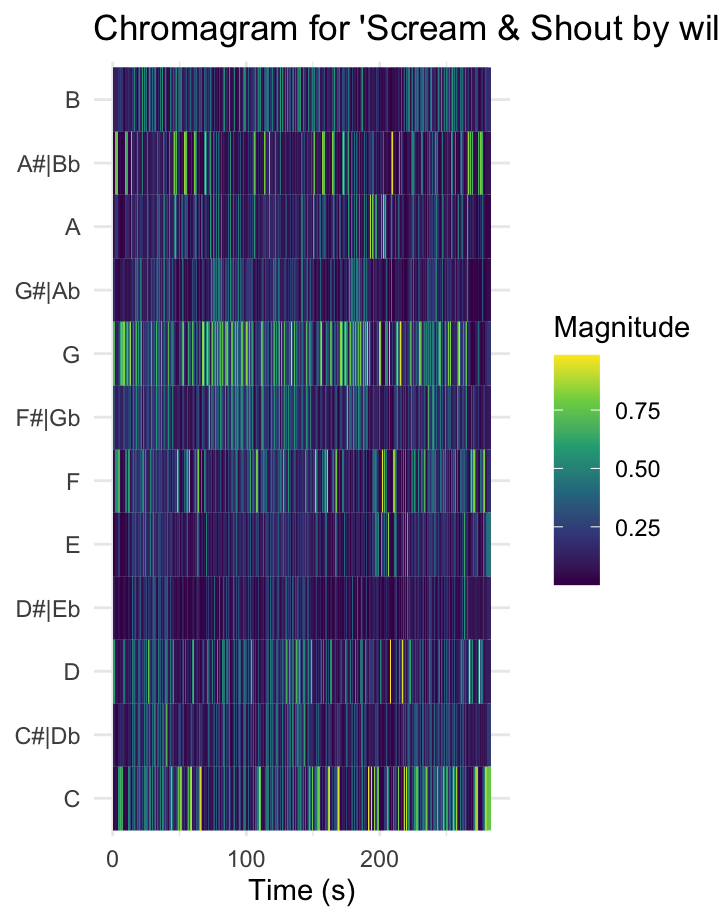 Chromagram for 'Scream & Shout by wil
B
A#|Bb
A
G#|Ab
G
F#|Gb
F
E
D#|Eb
D
C#|Db
C
0 100 200
Time (s)
Magnitude
0.75
0.50
0.25